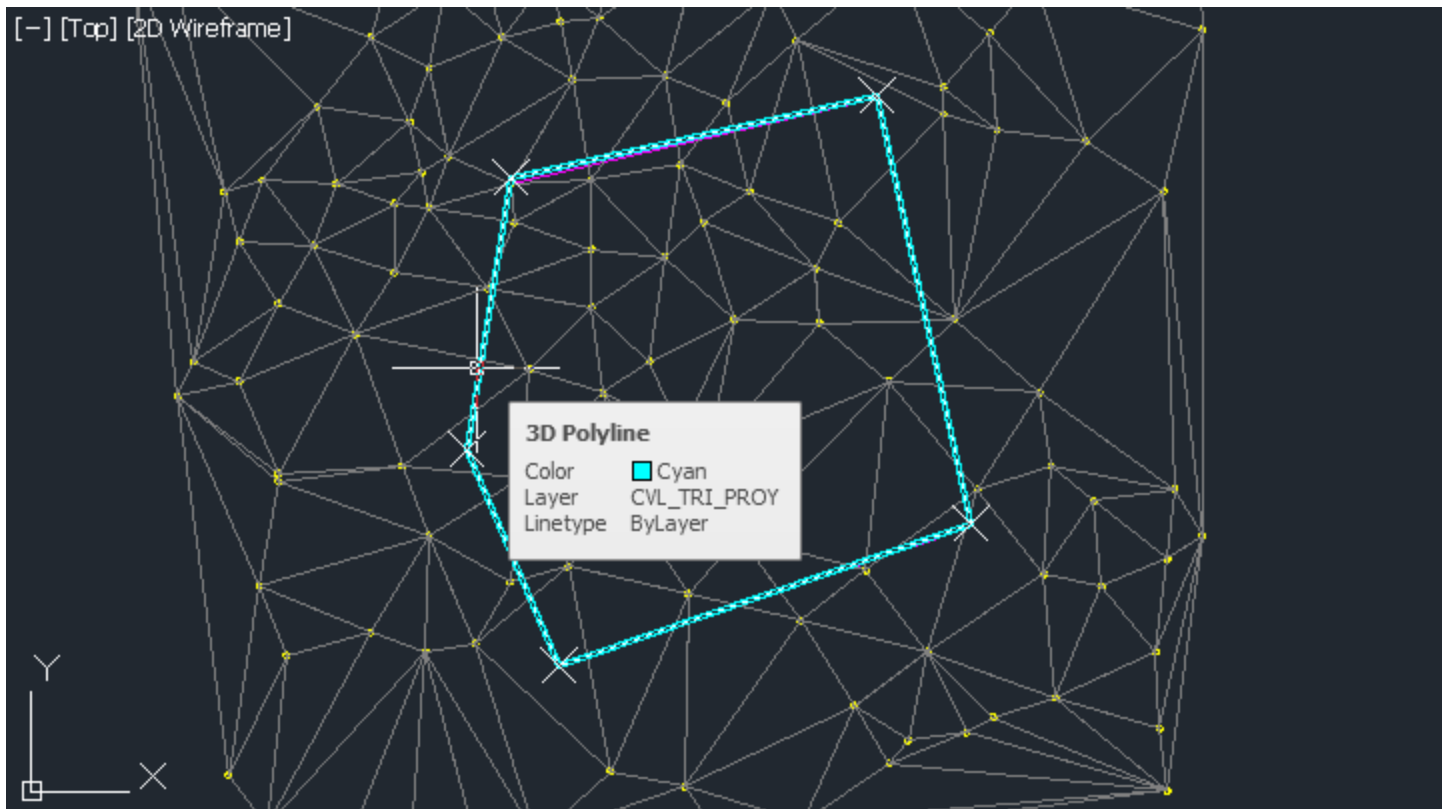 [−] [Top] [2D Wireframe]
3D Polyline
Color Cyan
Layer CVL_TRI_PROY
Linetype ByLayer
Y
X